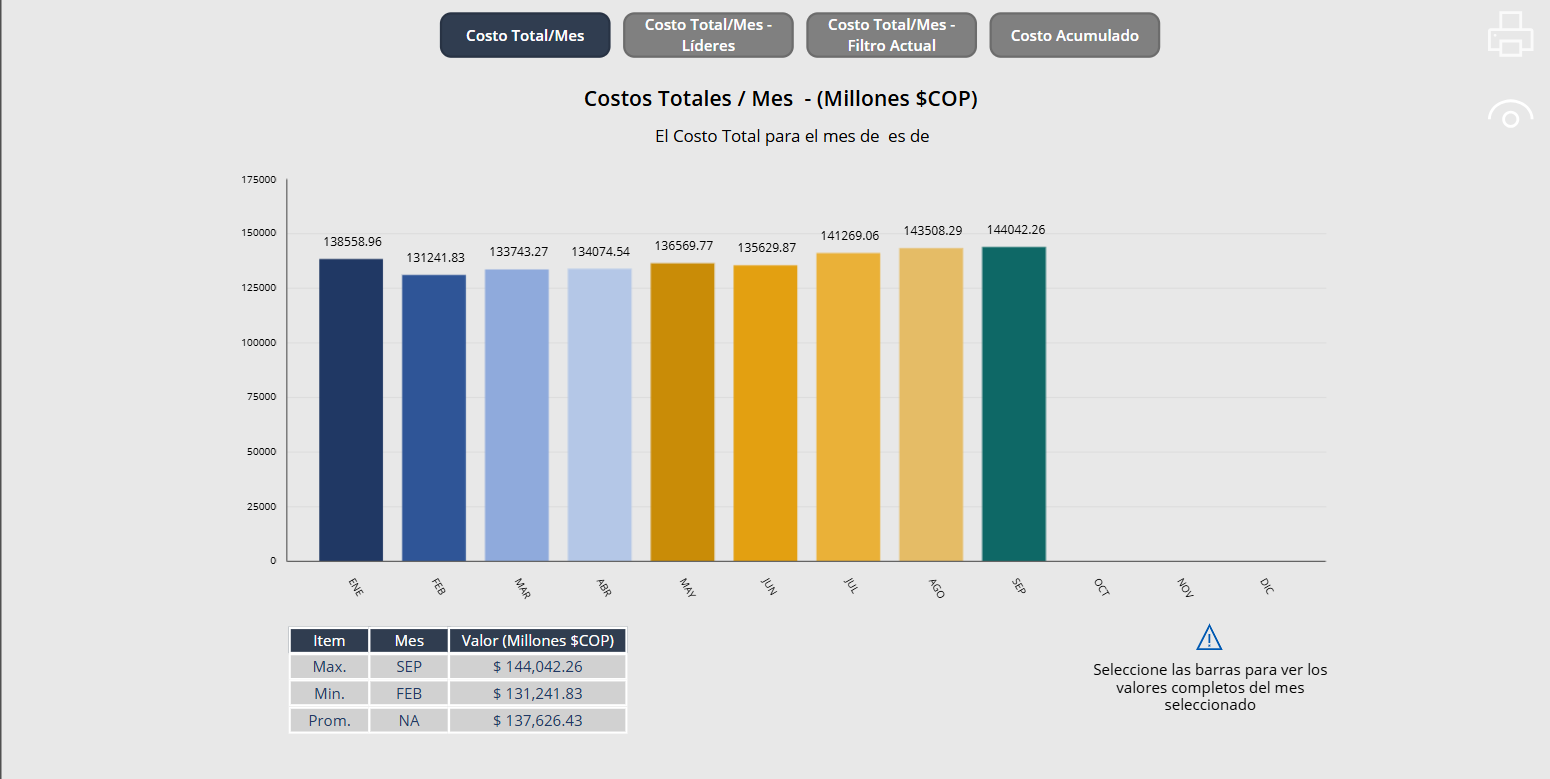 Costo Total/Mes
Costo Total/Mes -
Líderes
Costo Total/Mes -
Filtro Actual
Costo Acumulado
Costos Totales / Mes  - (Millones $COP)
El Costo Total para el mes de  es de
175000
150000
125000
100000
75000
50000
25000
0
138558.96
131241.83
133743.27
134074.54
136569.77
135629.87
141269.06
143508.29
144042.26
ENE
FEB
MAR
ABR
MAY
JUN
JUL
AGO
SEP
OCT
NOV
DIC
Item Mes Valor (Millones $COP)
Max. SEP $ 144,042.26
Min. FEB $ 131,241.83
Prom. NA $ 137,626.43
Seleccione las barras para ver los
valores completos del mes
seleccionado